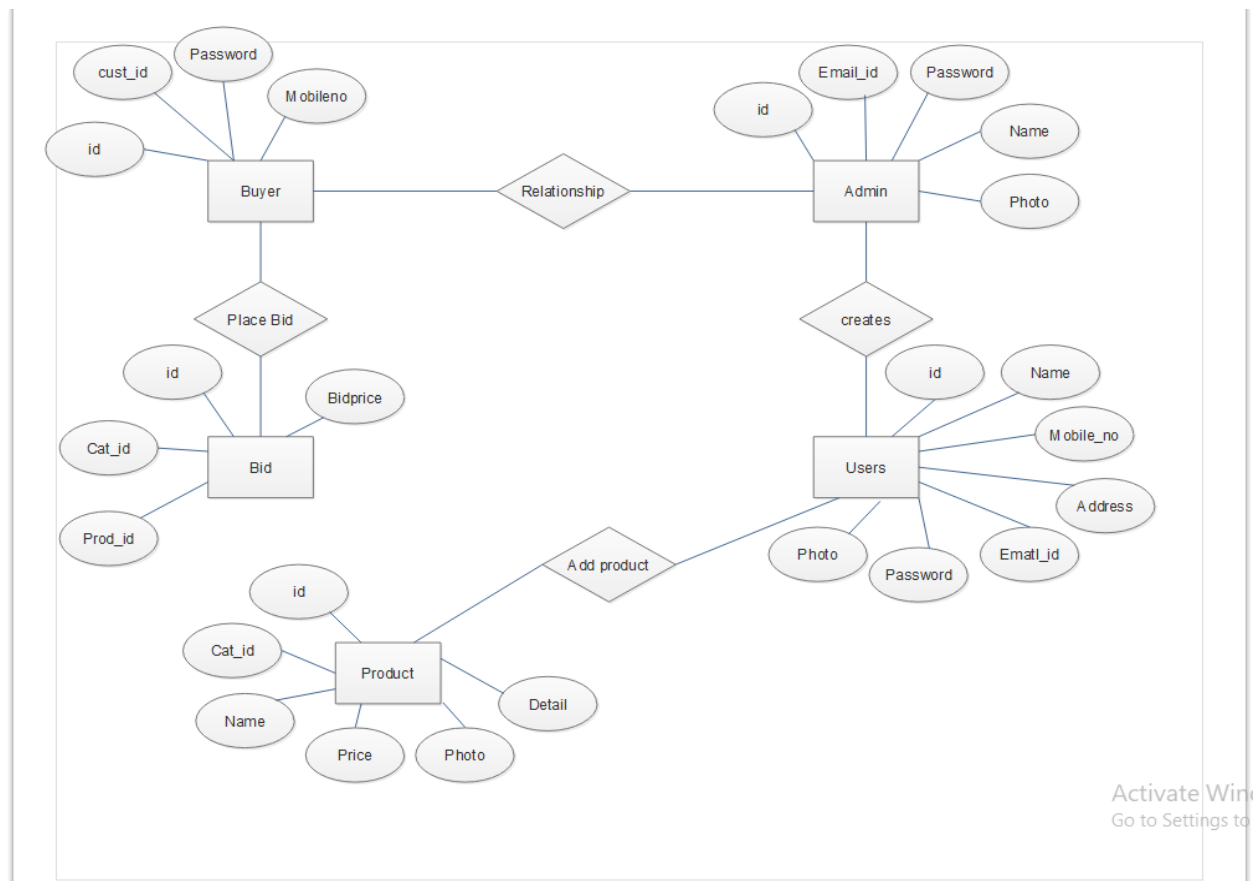 Password
cust_id
Mobileno
id
Buyer
Relationship
Email_id
Password
id
Name
Admin
Photo
Place Bid
creates
id
Bidprice
Cat_id
Bid
Prod_id
id
Name
Mobile_no
Users
Address
Photo
Password
Ematl_id
Add product
id
Cat_id
Product
Name
Detail
Price
Photo
Activate Win
Go to Settings to